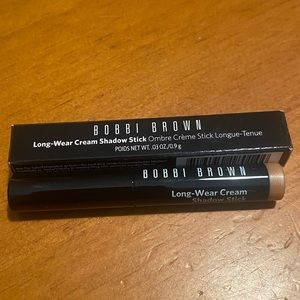 BOBBI BROWN
Long-Wear Cream Shadow Stick Ombre Crème Stick Longue-Tenue
POIDS NET WT. .03 OZ./0.9 g
BOBBI BROWN
Long-Wear Cream
Shadow Stick